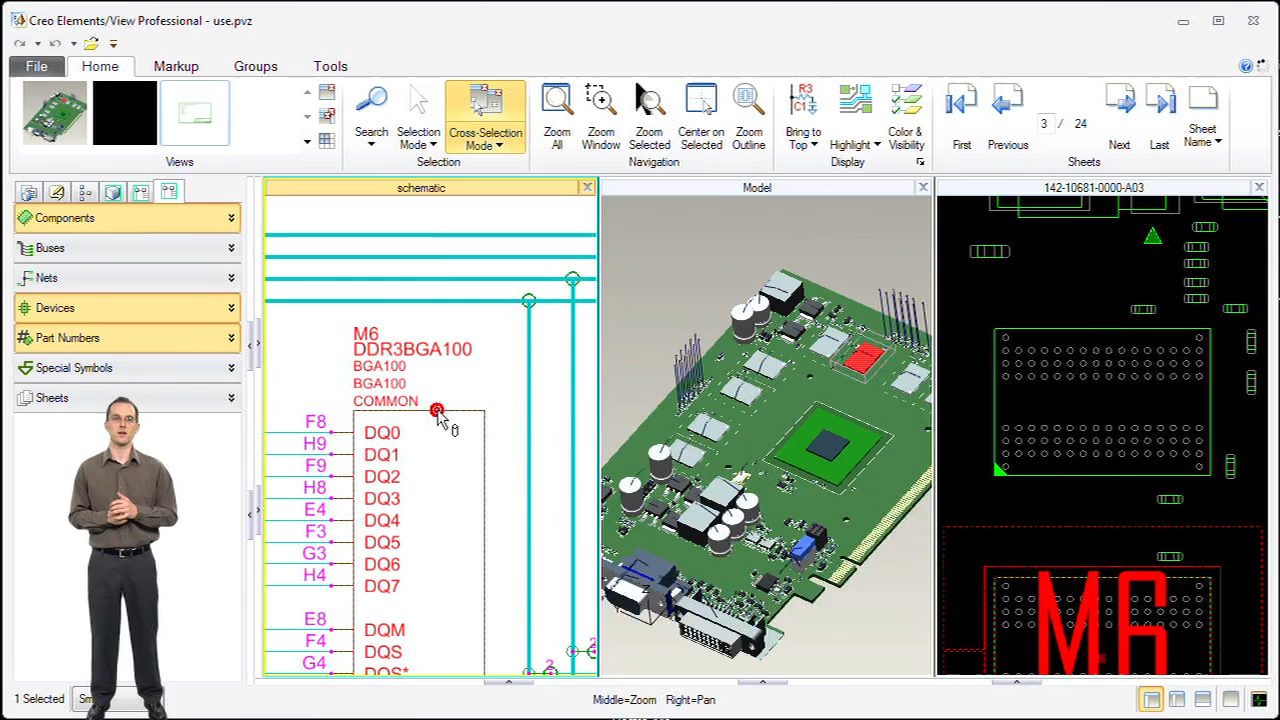 Creo Elements/View Professional - use.pvz
File Home Markup Groups Tools
Search
Selection Mode
Cross-Selection Mode
Zoom All
Zoom Window
Zoom Selected
Center on Selected
Zoom Outline
R3
C1
Bring to Top
Highlight
Color & Visibility
First
Previous
3 / 24
Next
Last
Sheet Name
Views Selection Navigation Display Sheets
Components
Buses
Nets
Devices
Part Numbers
Special Symbols
Sheets
schematic
M6
DDR3BGA100
BGA100
BGA100
COMMON
F8 DQ0
H9 DQ1
F9 DQ2
H8 DQ3
E4 DQ4
F3 DQ5
G3 DQ6
H4 DQ7
E8 DQM
F4 DQS
G4 DQS*
2
2
Model
142-10681-0000-A03
M6
1 Selected
Middle=Zoom Right=Pan